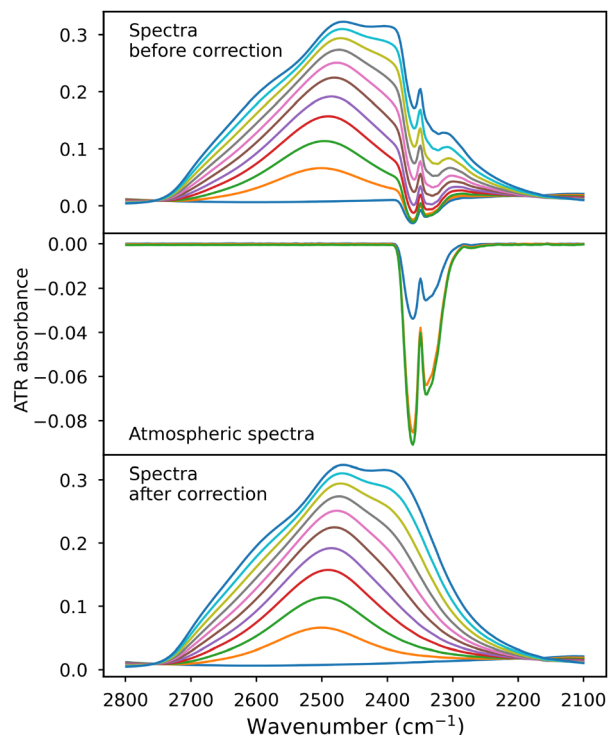 Spectra
before correction
0.3
0.2
0.1
0.0
0.00
−0.02
−0.04
−0.06
−0.08
ATR absorbance
Atmospheric spectra
Spectra
after correction
0.3
0.2
0.1
0.0
2800 2700 2600 2500 2400 2300 2200 2100
Wavenumber (cm⁻¹)